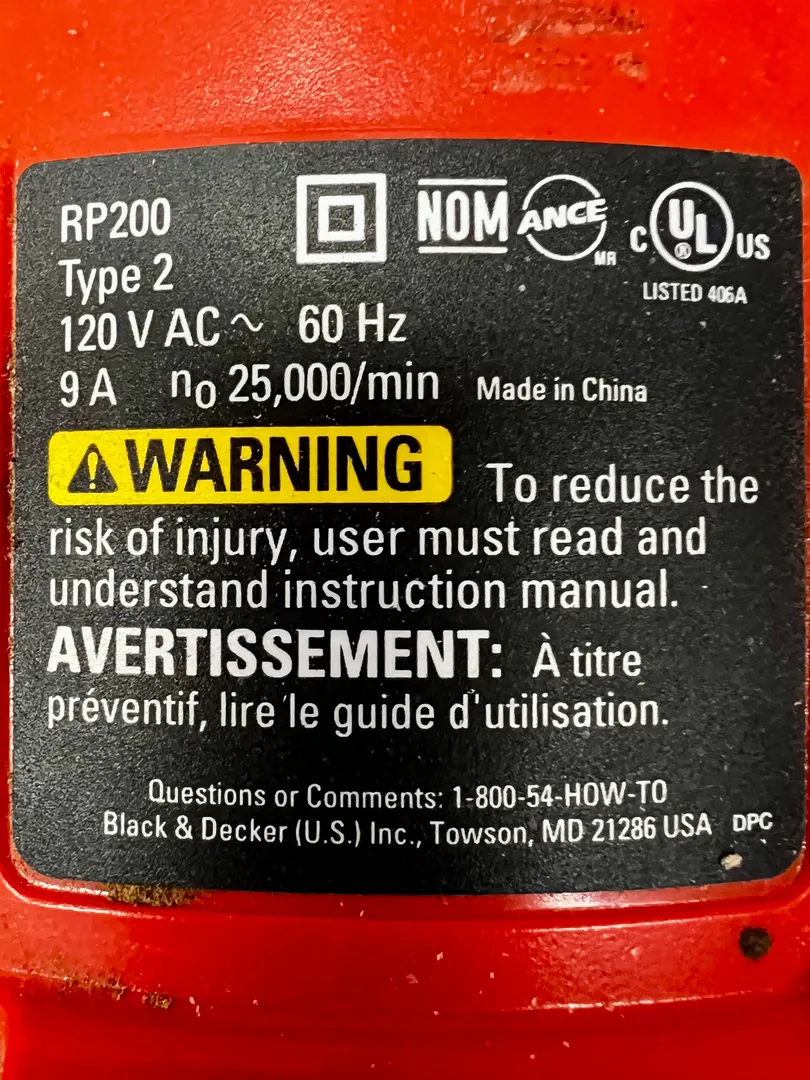 RP200
NOM ANCE MR
C UL ® US
LISTED 406A
Type 2
120 V AC ~ 60 Hz
9 A no 25,000/min Made in China
⚠WARNING To reduce the
risk of injury, user must read and
understand instruction manual.
AVERTISSEMENT: À titre
préventif, lire le guide d'utilisation.
Questions or Comments: 1-800-54-HOW-TO
Black & Decker (U.S.) Inc., Towson, MD 21286 USA DPC